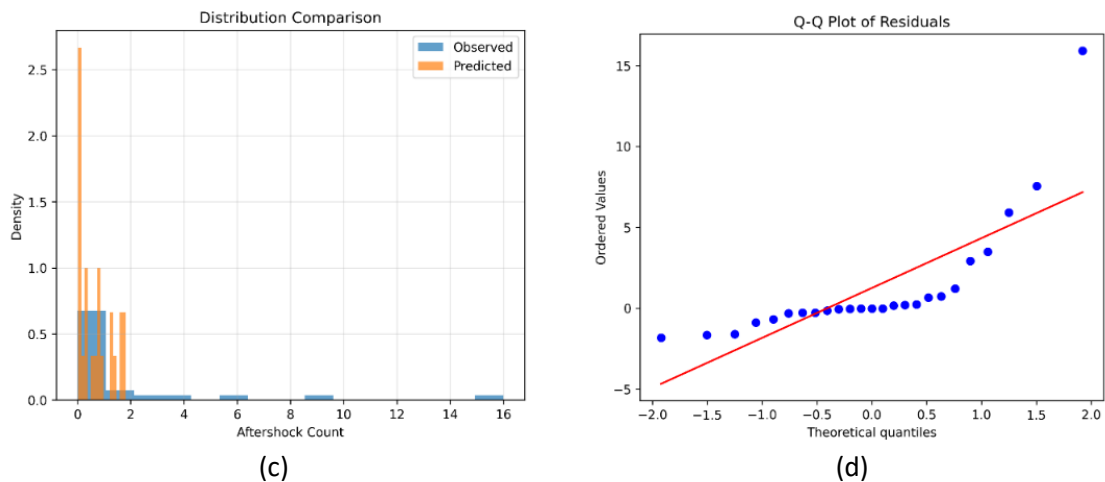 Distribution Comparison
Observed
Predicted
2.5
2.0
1.5
1.0
0.5
0.0
0 2 4 6 8 10 12 14 16
Density
Aftershock Count
(c)
Q-Q Plot of Residuals
15
10
5
0
−5
−2.0 −1.5 −1.0 −0.5 0.0 0.5 1.0 1.5 2.0
Ordered Values
Theoretical quantiles
(d)